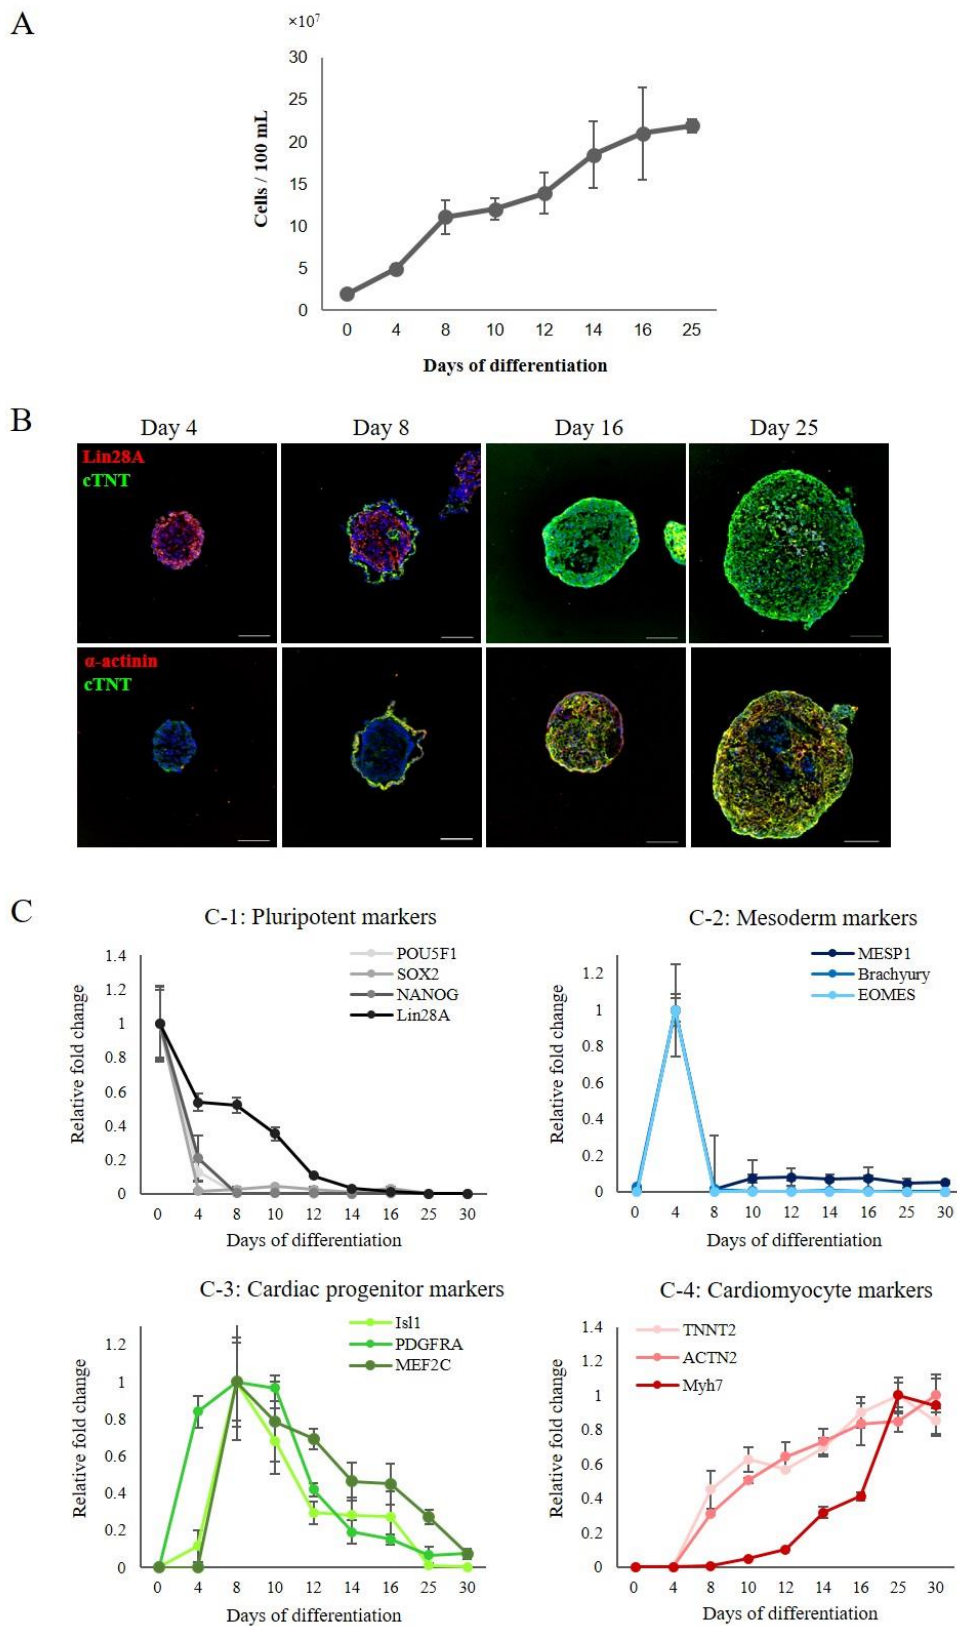 A
×10⁷
30
25
20
15
10
5
0
Cells / 100 mL
0 4 8 10 12 14 16 25
Days of differentiation
B
Day 4 Day 8 Day 16 Day 25
Lin28A
cTNT
α-actinin
cTNT
C
C-1: Pluripotent markers
POU5F1
SOX2
NANOG
Lin28A
1.4
1.2
1
0.8
0.6
0.4
0.2
0
Relative fold change
0 4 8 10 12 14 16 25 30
Days of differentiation
C-2: Mesoderm markers
MESP1
Brachyury
EOMES
1.2
1
0.8
0.6
0.4
0.2
0
Relative fold change
0 4 8 10 12 14 16 25 30
Days of differentiation
C-3: Cardiac progenitor markers
Isl1
PDGFRA
MEF2C
1.2
1
0.8
0.6
0.4
0.2
0
Relative fold change
0 4 8 10 12 14 16 25 30
Days of differentiation
C-4: Cardiomyocyte markers
TNNT2
ACTN2
Myh7
1.4
1.2
1
0.8
0.6
0.4
0.2
0
Relative fold change
0 4 8 10 12 14 16 25 30
Days of differentiation